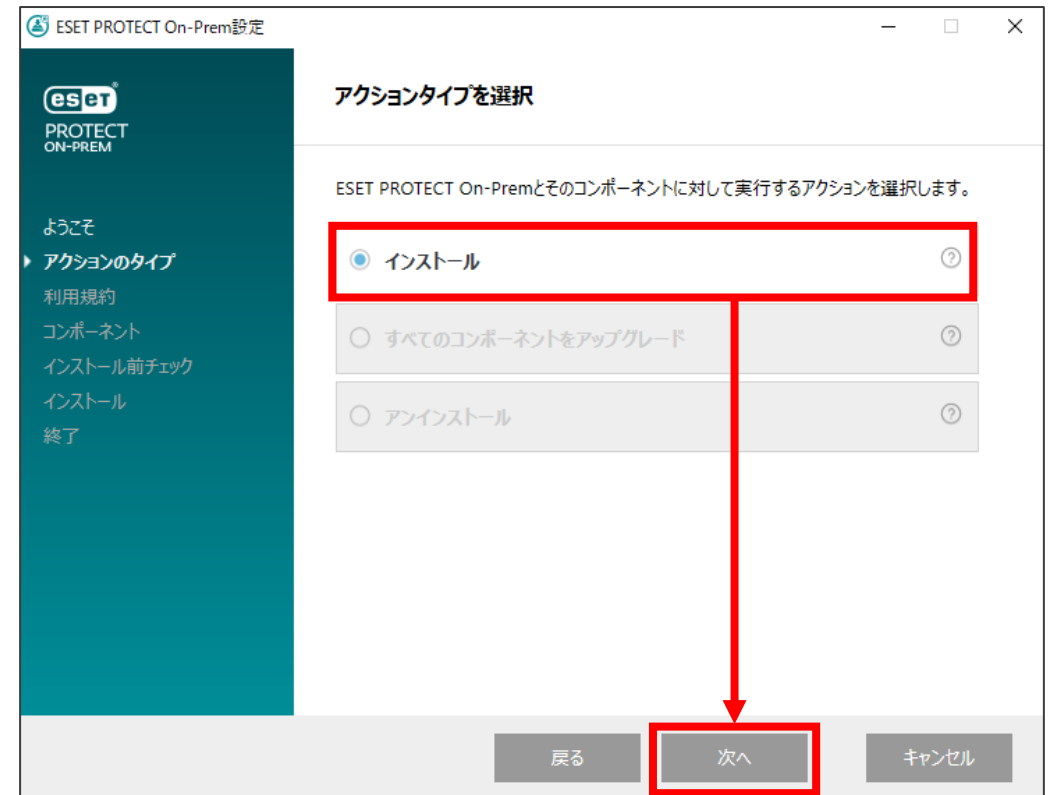 ESET PROTECT On-Prem設定
eset
PROTECT
ON-PREM
ようこそ
アクションのタイプ
利用規約
コンポーネント
インストール前チェック
インストール
終了
アクションタイプを選択
ESET PROTECT On-Premとそのコンポーネントに対して実行するアクションを選択します。
インストール
すべてのコンポーネントをアップグレード
アンインストール
戻る
次へ
キャンセル